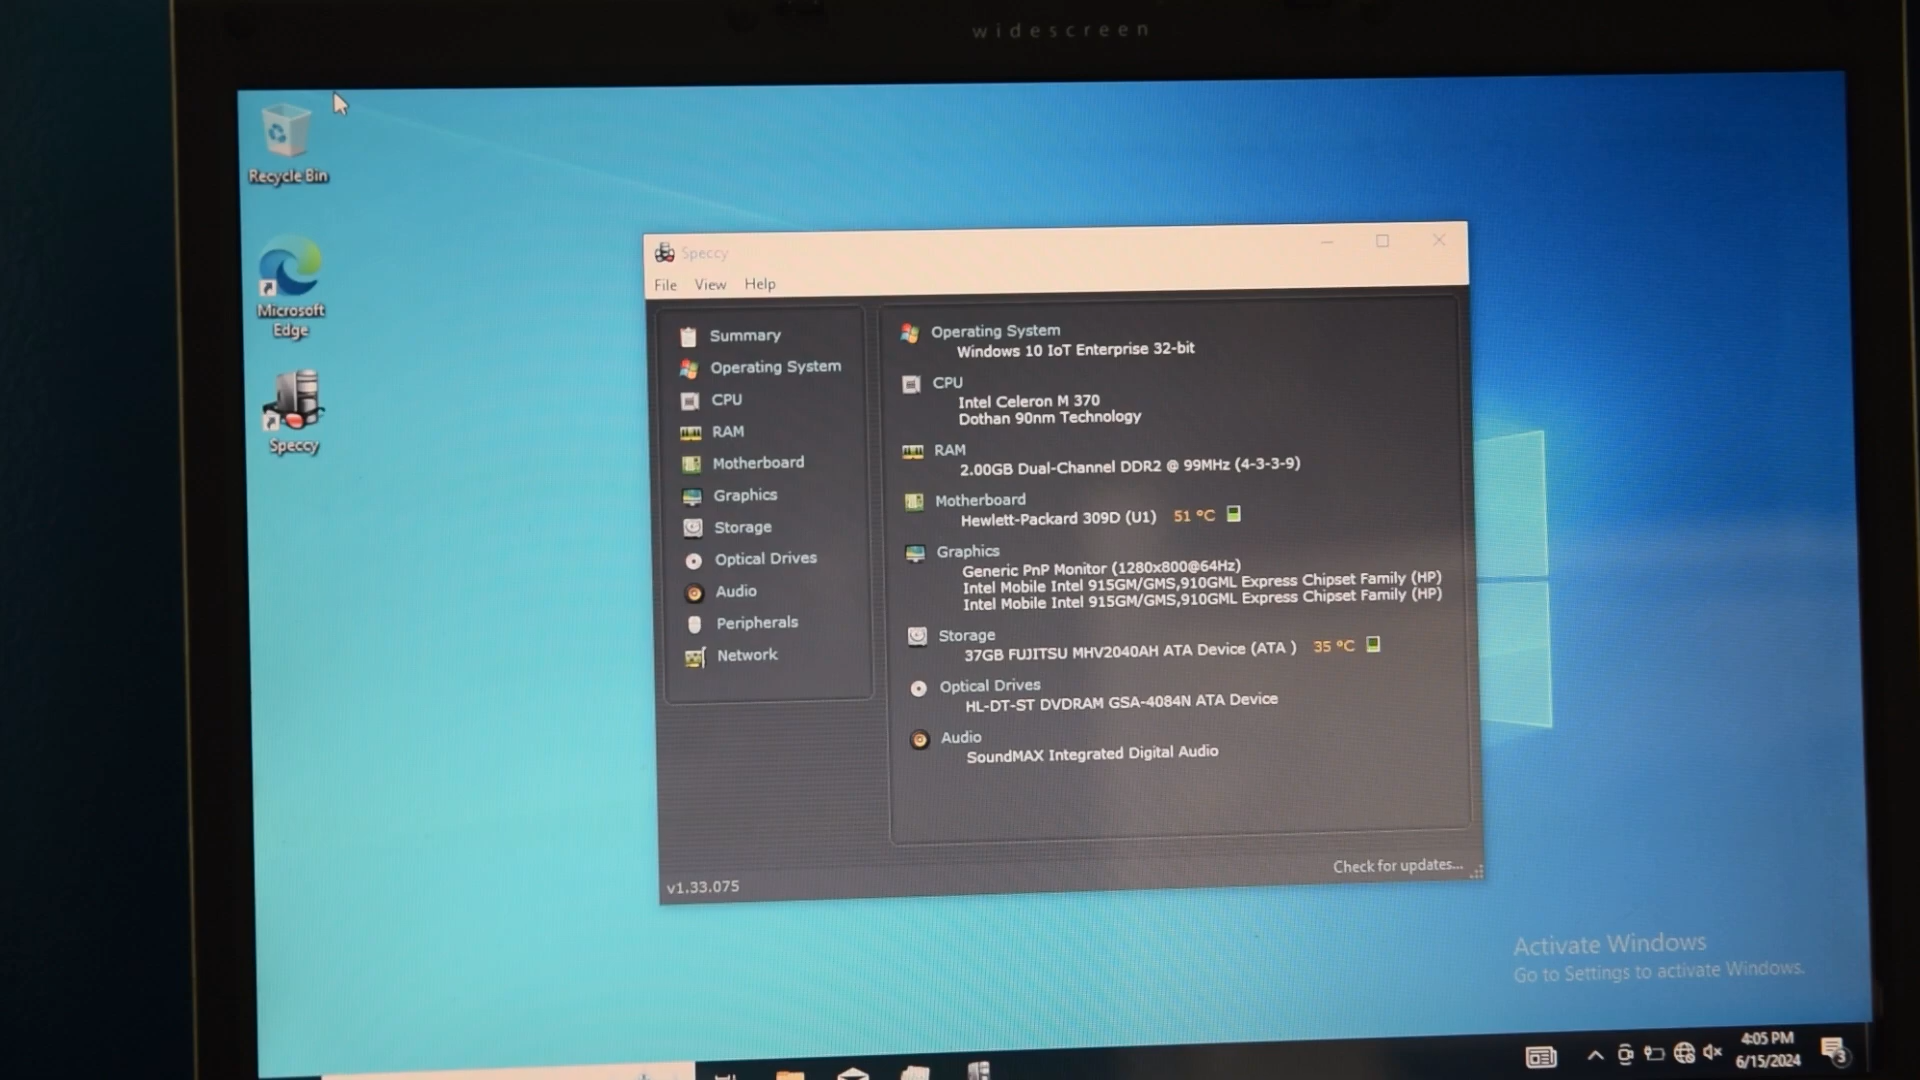 widescreen
Recycle Bin
Microsoft
Edge
Speccy
Speccy
File View Help
Summary
Operating System
CPU
RAM
Motherboard
Graphics
Storage
Optical Drives
Audio
Peripherals
Network
Operating System
Windows 10 IoT Enterprise 32-bit
CPU
Intel Celeron M 370
Dothan 90nm Technology
RAM
2.00GB Dual-Channel DDR2 @ 99MHz (4-3-3-9)
Motherboard
Hewlett-Packard 309D (U1) 51 °C
Graphics
Generic PnP Monitor (1280x800@64Hz)
Intel Mobile Intel 915GM/GMS,910GML Express Chipset Family (HP)
Intel Mobile Intel 915GM/GMS,910GML Express Chipset Family (HP)
Storage
37GB FUJITSU MHV2040AH ATA Device (ATA ) 35 °C
Optical Drives
HL-DT-ST DVDRAM GSA-4084N ATA Device
Audio
SoundMAX Integrated Digital Audio
v1.33.075
Check for updates...
Activate Windows
Go to Settings to activate Windows.
4:05 PM
6/15/2024
3